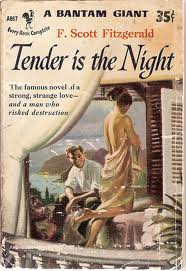 A BANTAM GIANT
A867
35¢
Every Book Complete
F. Scott Fitzgerald
Tender is the Night
The famous novel of a
strong, strange love—
and a man who
risked destruction